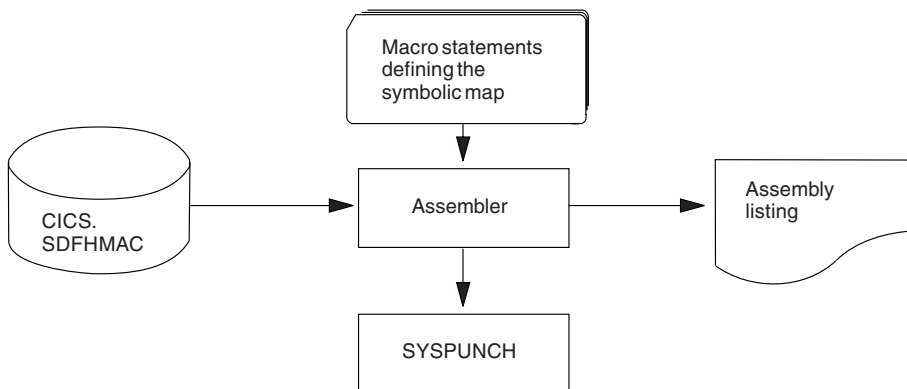 Macro statements
defining the
symbolic map
CICS.
SDFHMAC
Assembler
Assembly
listing
SYSPUNCH